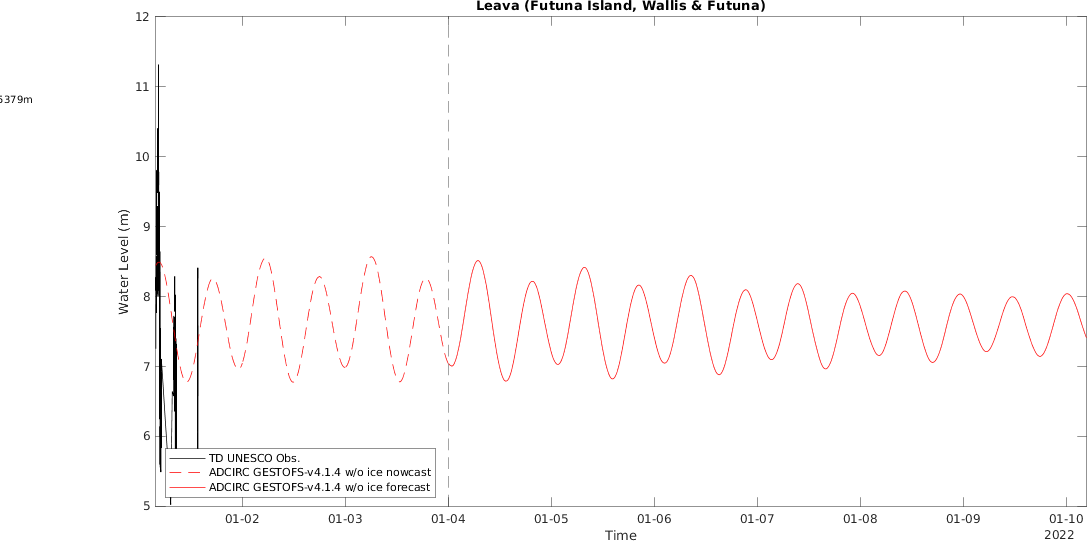 Leava (Futuna Island, Wallis & Futuna)
5379m
12
11
10
9
8
7
6
5
Water Level (m)
TD UNESCO Obs.
ADCIRC GESTOFS-v4.1.4 w/o ice nowcast
ADCIRC GESTOFS-v4.1.4 w/o ice forecast
01-02 01-03 01-04 01-05 01-06 01-07 01-08 01-09 01-10
Time
2022